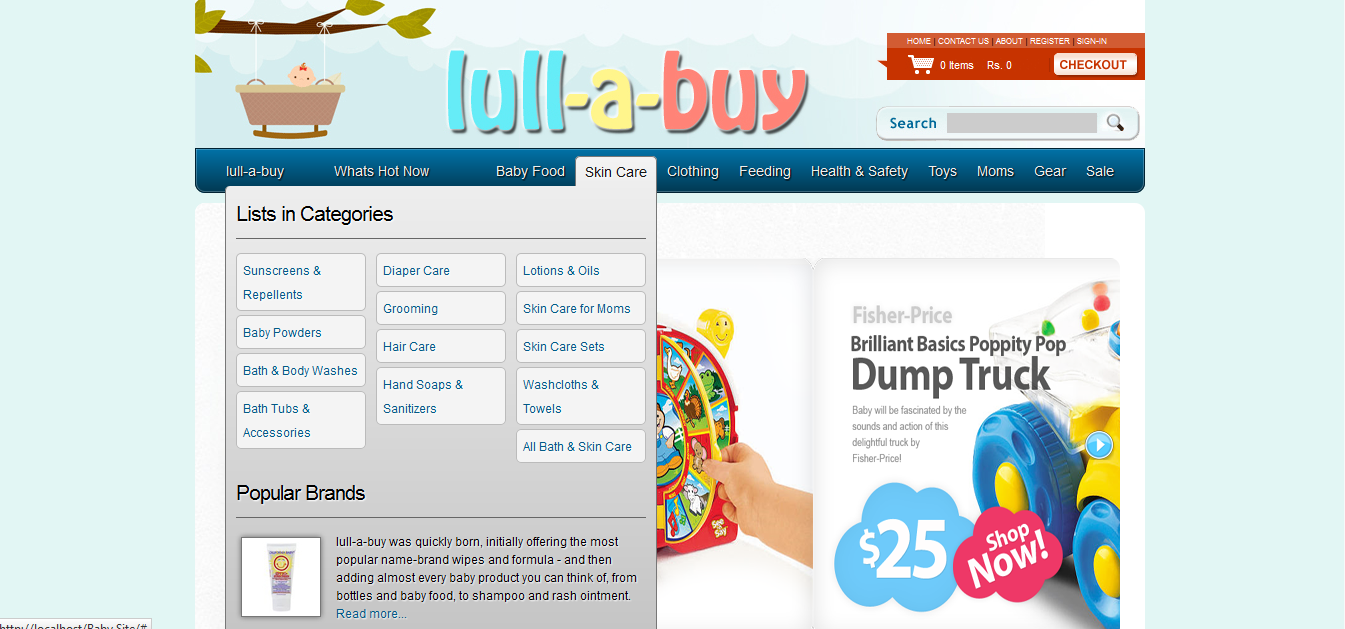 HOME | CONTACT US | ABOUT | REGISTER | SIGN-IN
0 Items Rs. 0 CHECKOUT
lull-a-buy
Search
lull-a-buy Whats Hot Now Baby Food Skin Care Clothing Feeding Health & Safety Toys Moms Gear Sale
Lists in Categories
Sunscreens &
Repellents
Baby Powders
Bath & Body Washes
Bath Tubs &
Accessories
Diaper Care
Grooming
Hair Care
Hand Soaps &
Sanitizers
Lotions & Oils
Skin Care for Moms
Skin Care Sets
Washcloths &
Towels
All Bath & Skin Care
Popular Brands
lull-a-buy was quickly born, initially offering the most
popular name-brand wipes and formula - and then
adding almost every baby product you can think of, from
bottles and baby food, to shampoo and rash ointment.
Read more...
See
Say
Fisher-Price
Brilliant Basics Poppity Pop
Dump Truck
Baby will be fascinated by the
sounds and action of this
delightful truck by
Fisher-Price!
$25
Shop
Now!
http://localhost/Baby Site/#